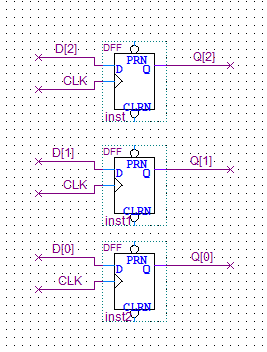 D[2] DFF Q[2]
PRN
D Q
CLK
CLRN
inst
D[1] DFF Q[1]
PRN
D Q
CLK
CLRN
inst1
D[0] DFF Q[0]
PRN
D Q
CLK
CLRN
inst2